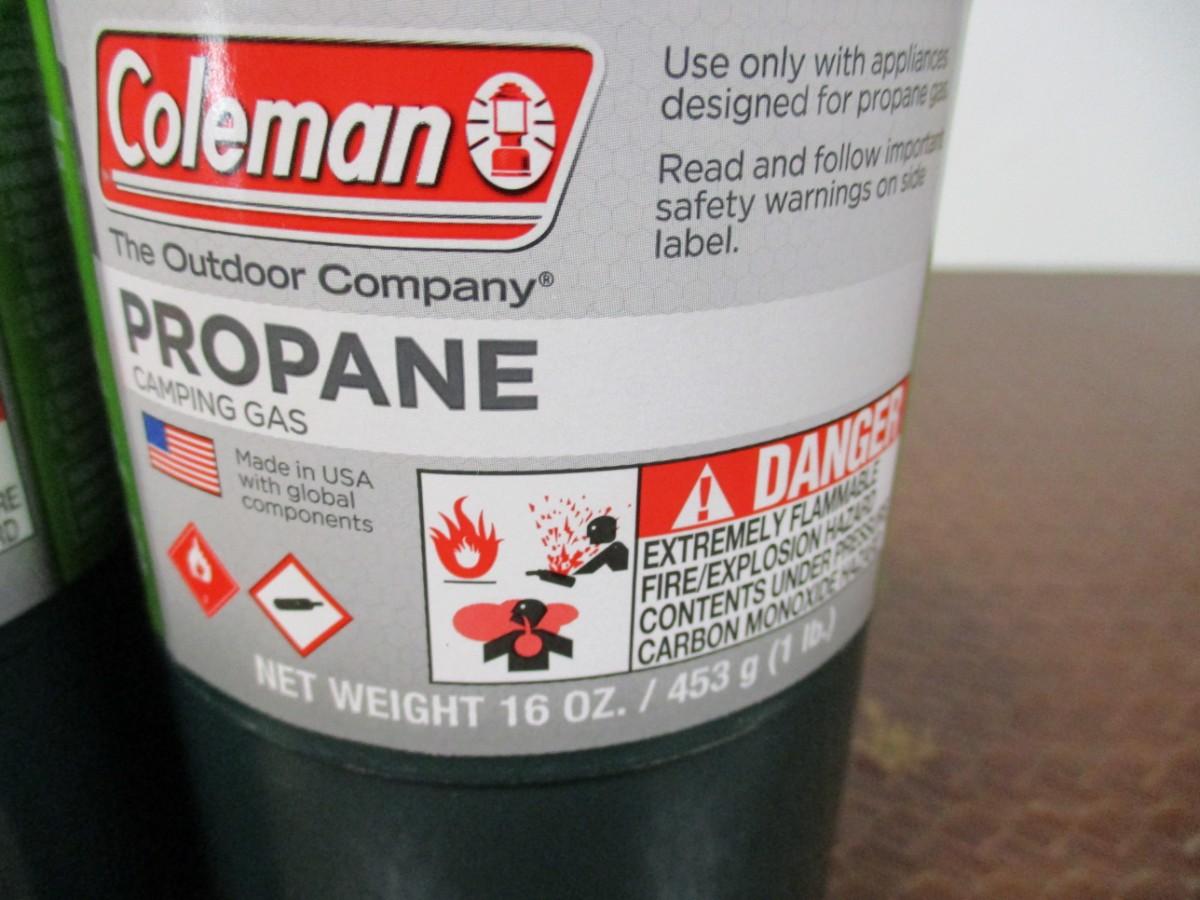 Coleman
The Outdoor Company®
PROPANE
CAMPING GAS
Made in USA
with global
components
Use only with appliances
designed for propane gas
Read and follow important
safety warnings on side
label.
DANGER
EXTREMELY FLAMMABLE
FIRE/EXPLOSION HAZARD
CONTENTS UNDER
CARBON MONOXIDE
NET WEIGHT 16 OZ. / 453 g (1 lb.)